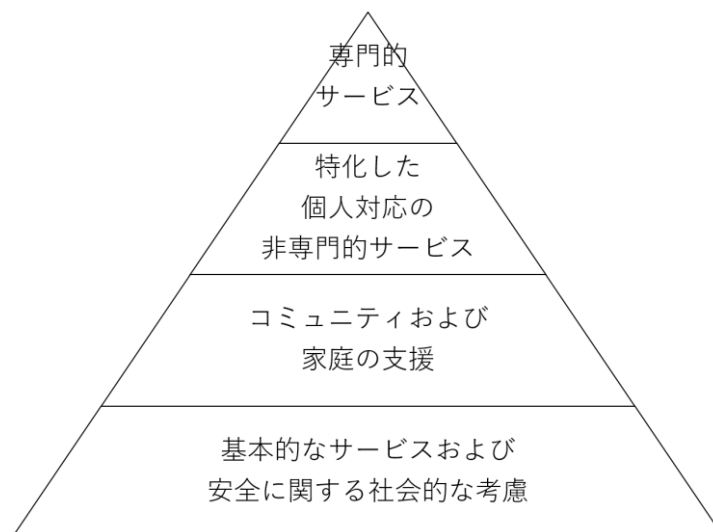 専門的
サービス
特化した
個人対応の
非専門的サービス
コミュニティおよび
家庭の支援
基本的なサービスおよび
安全に関する社会的な考慮